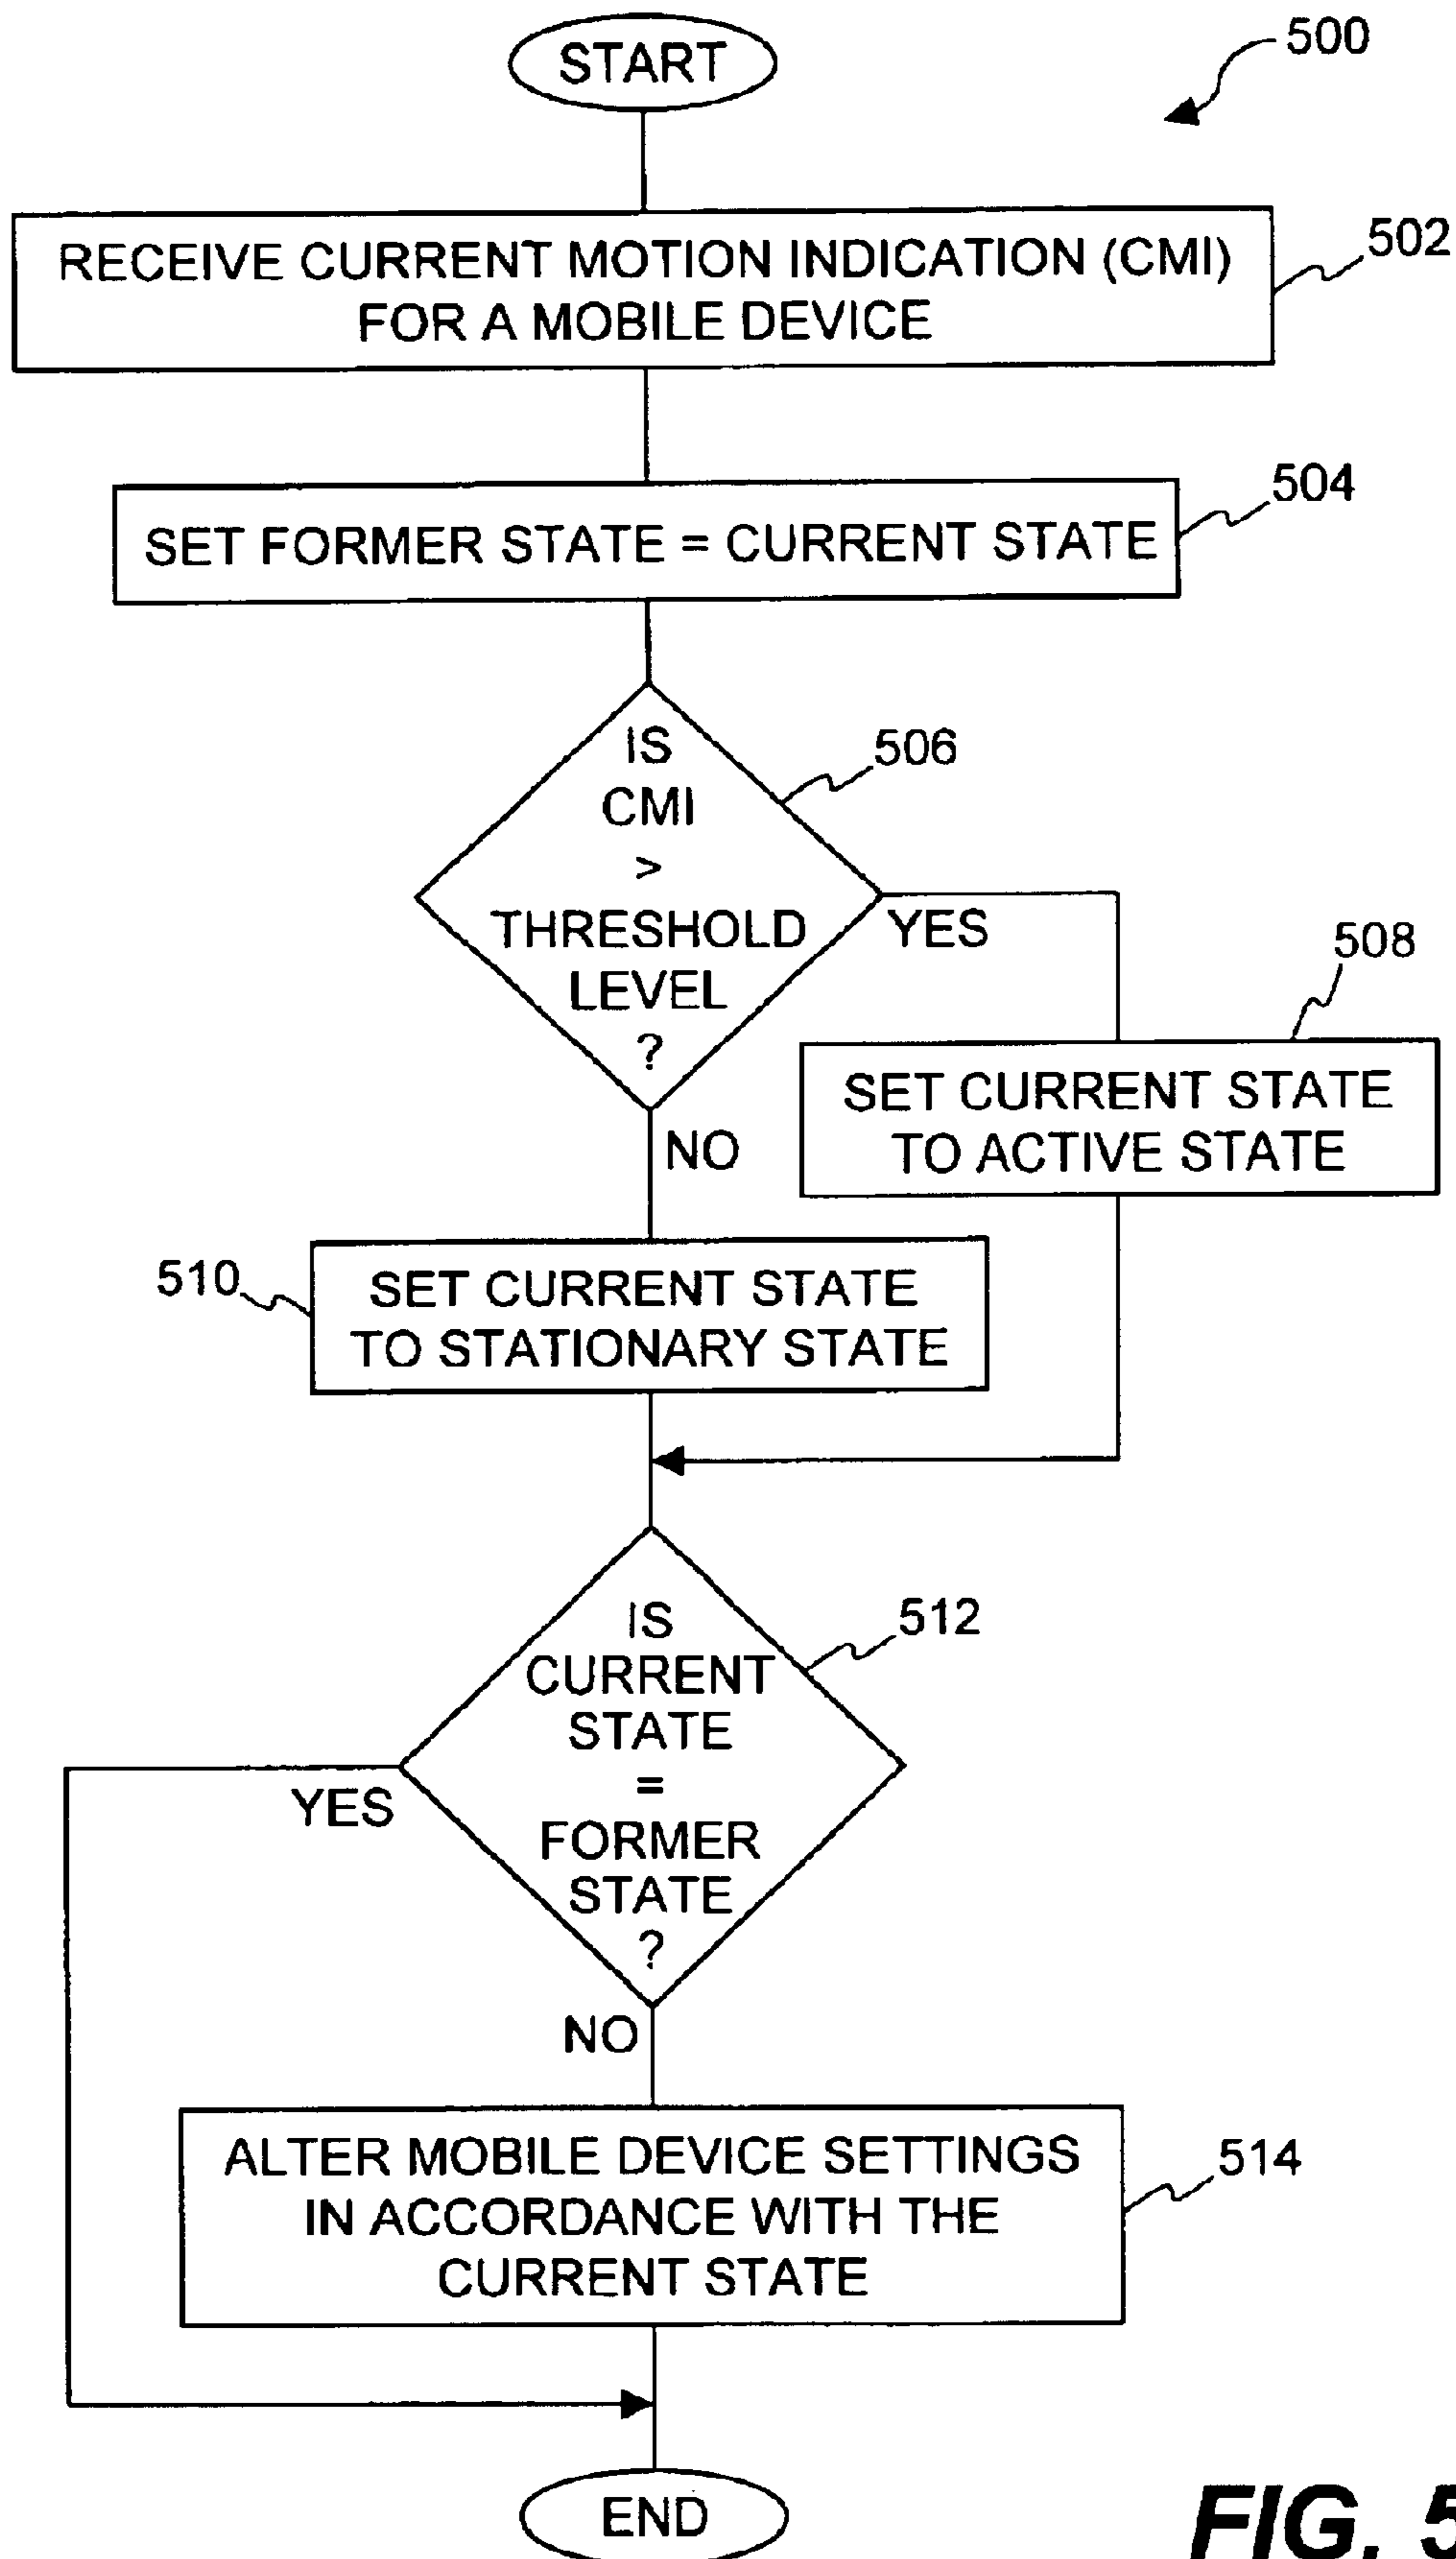 START
500
RECEIVE CURRENT MOTION INDICATION (CMI)
FOR A MOBILE DEVICE
502
SET FORMER STATE = CURRENT STATE
504
IS
CMI
>
THRESHOLD
LEVEL
?
506
YES
NO
508
SET CURRENT STATE
TO ACTIVE STATE
510
SET CURRENT STATE
TO STATIONARY STATE
IS
CURRENT
STATE
=
FORMER
STATE
?
512
YES
NO
ALTER MOBILE DEVICE SETTINGS
IN ACCORDANCE WITH THE
CURRENT STATE
514
END
FIG. 5